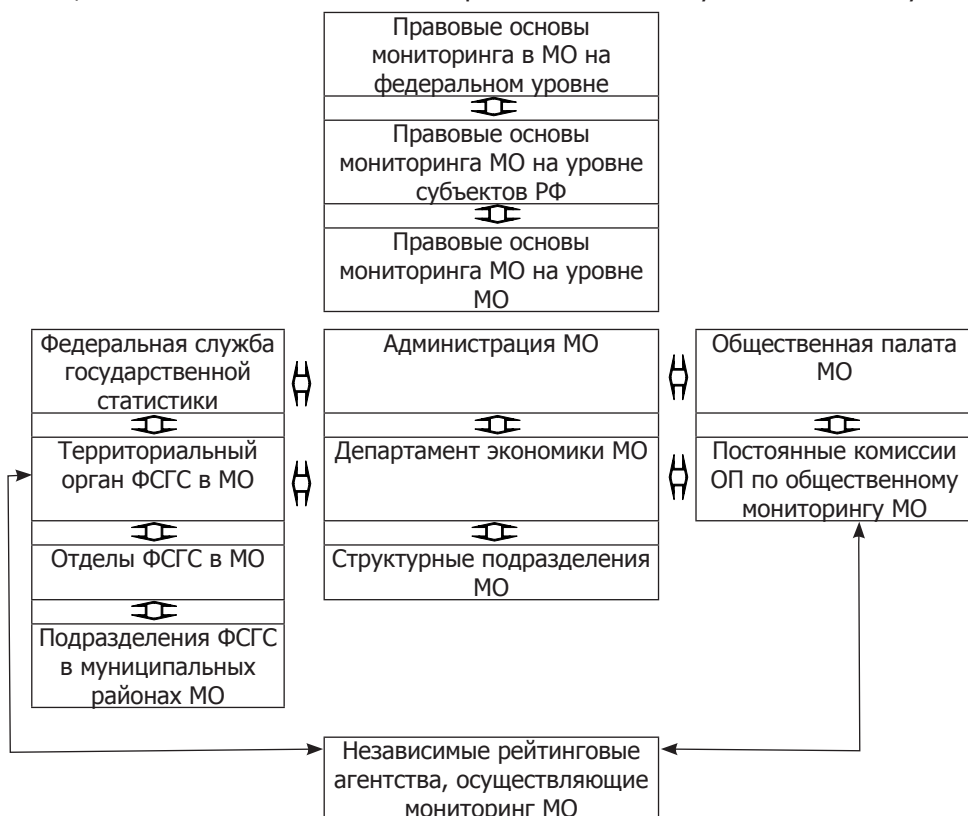 Правовые основы
мониторинга в МО на
федеральном уровне
Правовые основы
мониторинга МО на уровне
субъектов РФ
Правовые основы
мониторинга МО на уровне
МО
Федеральная служба
государственной
статистики
Администрация МО
Общественная палата
МО
Территориальный
орган ФСГС в МО
Департамент экономики МО
Постоянные комиссии
ОП по общественному
мониторингу МО
Отделы ФСГС в МО
Структурные подразделения
МО
Подразделения ФСГС
в муниципальных
районах МО
Независимые рейтинговые
агентства, осуществляющие
мониторинг МО